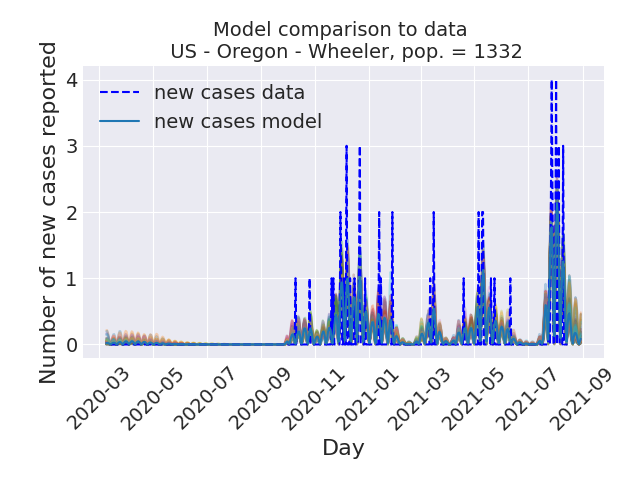 Model comparison to data
US - Oregon - Wheeler, pop. = 1332
Number of new cases reported
4
3
2
1
0
new cases data
new cases model
2020-03
2020-05
2020-07
2020-09
2020-11
2021-01
2021-03
2021-05
2021-07
2021-09
Day